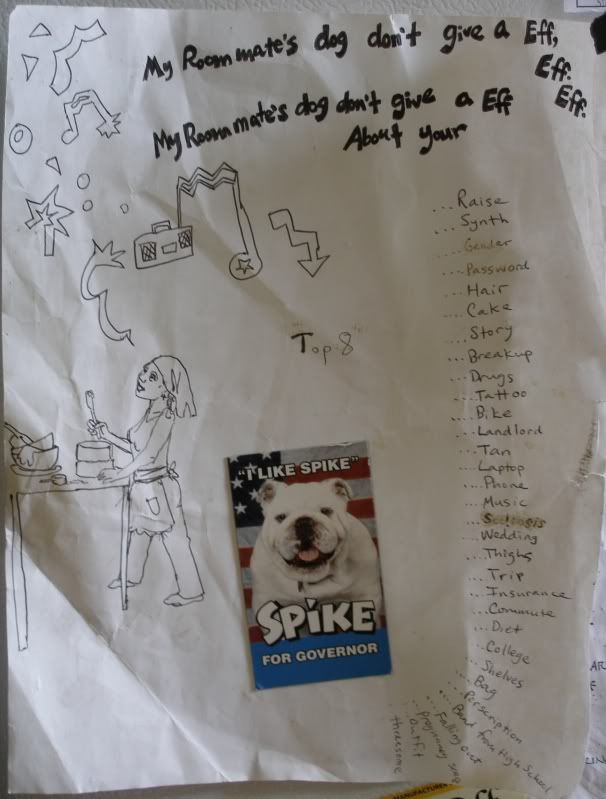 My Roommate's dog don't give a Eff,
Eff.
Eff.
My Roommate's dog don't give a Eff
About your
...Raise
...Synth
...Gender
....Password
...Hair
...Cake
....Story
...Breakup
...Drugs
...Tattoo
...Bike
...Landlord
...Tan
...Laptop
...Phone
...Music
...Scoliosis
...Wedding
...Thighs
...Trip
...Insurance
...Commute
...Diet
...College
...Shelves
...Bag
...Perscription
...Band from High School
...Falling out
...Pregnancy
...outfit
threesome
"Top 8"
"I LIKE SPIKE"
SPIKE
FOR GOVERNOR
MANUFACTURER